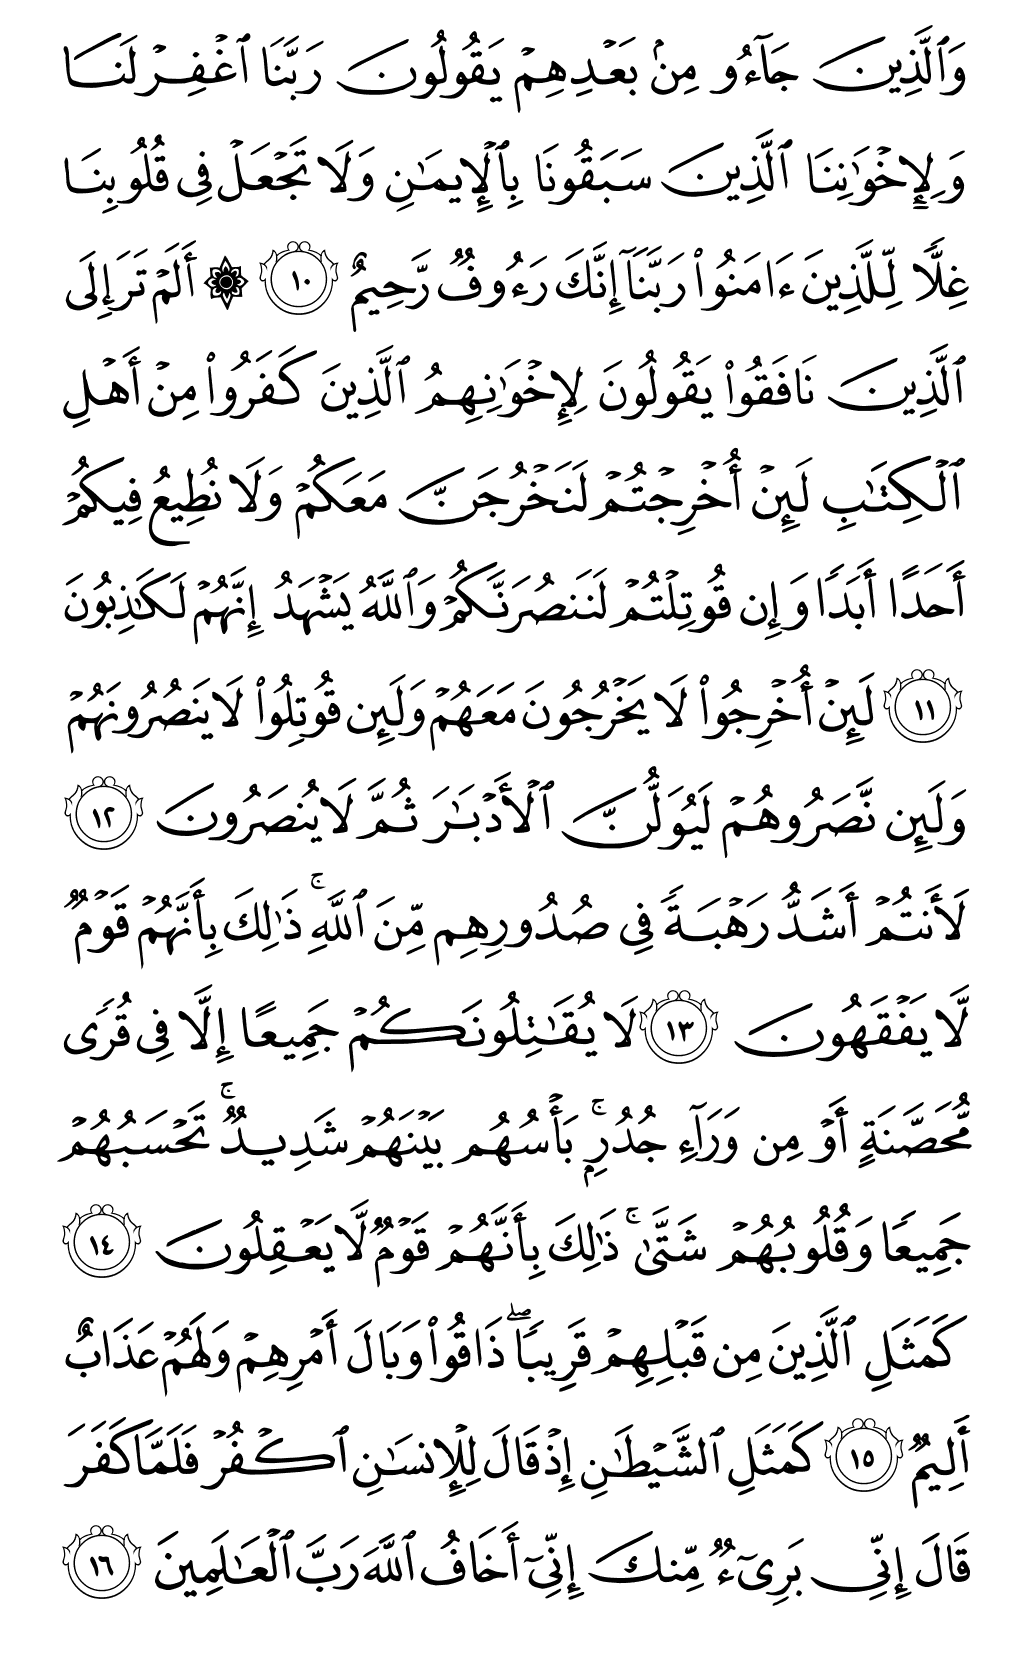 وَٱلَّذِينَ جَآءُو مِنۢ بَعْدِهِمْ يَقُولُونَ رَبَّنَا ٱغْفِرْ لَنَا
وَلِإِخْوَٰنِنَا ٱلَّذِينَ سَبَقُونَا بِٱلْإِيمَـٰنِ وَلَا تَجْعَلْ فِى قُلُوبِنَا
غِلًّا لِّلَّذِينَ ءَامَنُوا۟ رَبَّنَآ إِنَّكَ رَءُوفٌ رَّحِيمٌ ١٠ ۞ أَلَمْ تَرَ إِلَى
ٱلَّذِينَ نَافَقُوا۟ يَقُولُونَ لِإِخْوَٰنِهِمُ ٱلَّذِينَ كَفَرُوا۟ مِنْ أَهْلِ
ٱلْكِتَـٰبِ لَئِنْ أُخْرِجْتُمْ لَنَخْرُجَنَّ مَعَكُمْ وَلَا نُطِيعُ فِيكُمْ
أَحَدًا أَبَدًا وَإِن قُوتِلْتُمْ لَنَنصُرَنَّكُمْ وَٱللَّهُ يَشْهَدُ إِنَّهُمْ لَكَـٰذِبُونَ
١١ لَئِنْ أُخْرِجُوا۟ لَا يَخْرُجُونَ مَعَهُمْ وَلَئِن قُوتِلُوا۟ لَا يَنصُرُونَهُمْ
وَلَئِن نَّصَرُوهُمْ لَيُوَلُّنَّ ٱلْأَدْبَـٰرَ ثُمَّ لَا يُنصَرُونَ ١٢
لَأَنتُمْ أَشَدُّ رَهْبَةً فِى صُدُورِهِم مِّنَ ٱللَّهِ ۚ ذَٰلِكَ بِأَنَّهُمْ قَوْمٌ
لَّا يَفْقَهُونَ ١٣ لَا يُقَـٰتِلُونَكُمْ جَمِيعًا إِلَّا فِى قُرًى
مُّحَصَّنَةٍ أَوْ مِن وَرَآءِ جُدُرٍۭ ۚ بَأْسُهُم بَيْنَهُمْ شَدِيدٌ ۚ تَحْسَبُهُمْ
جَمِيعًا وَقُلُوبُهُمْ شَتَّىٰ ۚ ذَٰلِكَ بِأَنَّهُمْ قَوْمٌ لَّا يَعْقِلُونَ ١٤
كَمَثَلِ ٱلَّذِينَ مِن قَبْلِهِمْ قَرِيبًا ۖ ذَاقُوا۟ وَبَالَ أَمْرِهِمْ وَلَهُمْ عَذَابٌ
أَلِيمٌ ١٥ كَمَثَلِ ٱلشَّيْطَـٰنِ إِذْ قَالَ لِلْإِنسَـٰنِ ٱكْفُرْ فَلَمَّا كَفَرَ
قَالَ إِنِّى بَرِىٓءٌ مِّنكَ إِنِّىٓ أَخَافُ ٱللَّهَ رَبَّ ٱلْعَـٰلَمِينَ ١٦